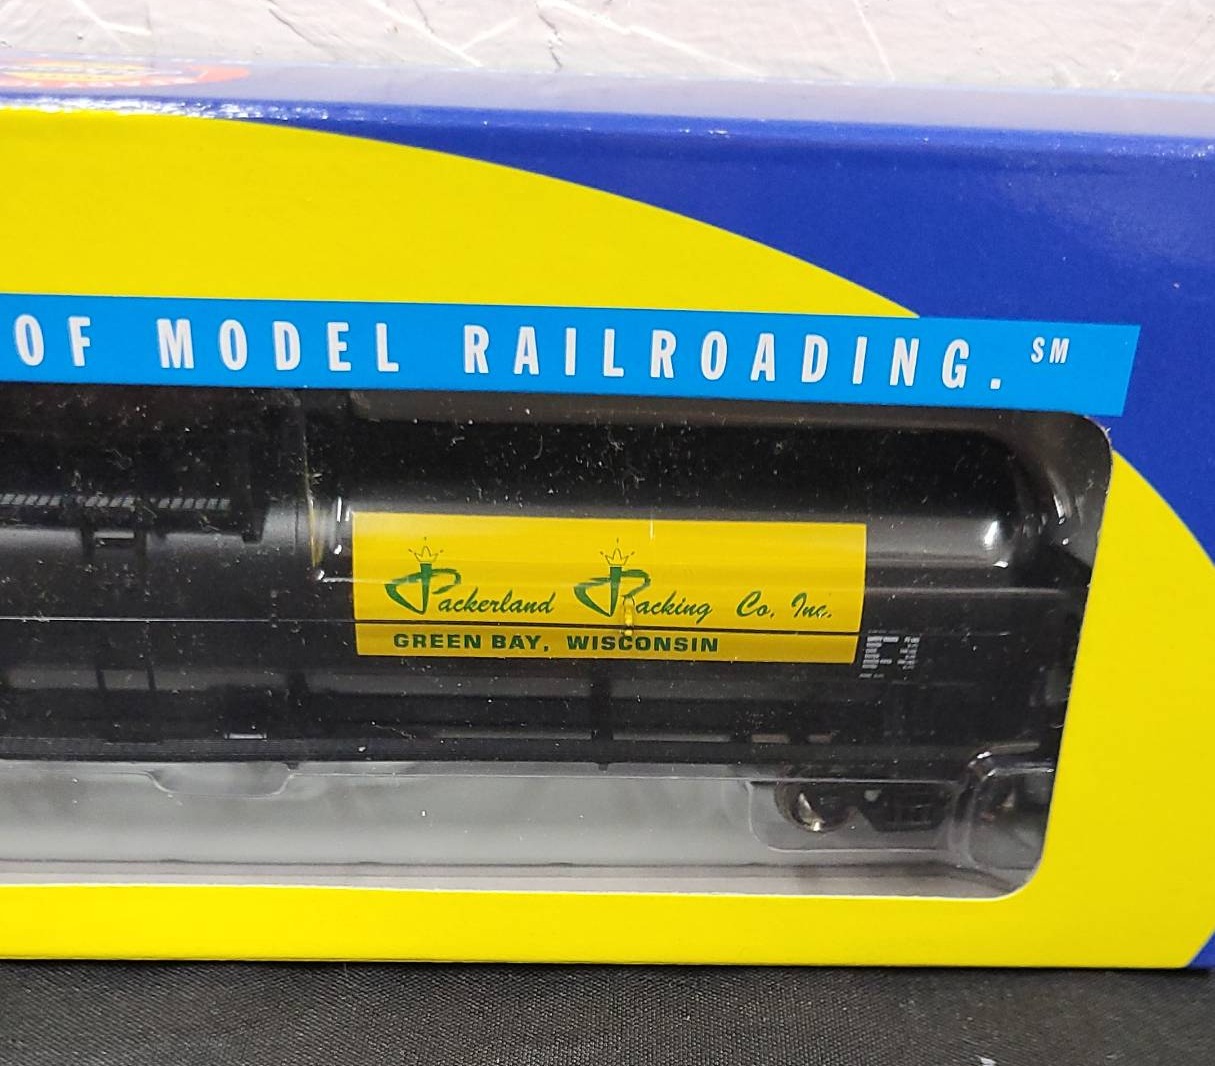 OF MODEL RAILROADING. SM
Packerland Packing Co. Inc.
GREEN BAY, WISCONSIN